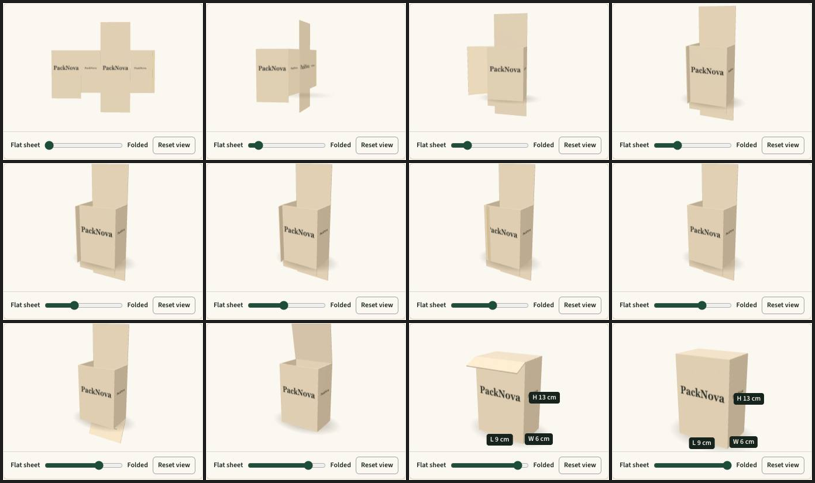 PackNova PackNova
Flat sheet Folded Reset view
PackNova
Flat sheet Folded Reset view
PackNova
Flat sheet Folded Reset view
PackNova
Flat sheet Folded Reset view
PackNova
Flat sheet Folded Reset view
PackNova
Flat sheet Folded Reset view
PackNova
Flat sheet Folded Reset view
PackNova
Flat sheet Folded Reset view
PackNova
Flat sheet Folded Reset view
PackNova
Flat sheet Folded Reset view
PackNova
H 13 cm
L 9 cm W 6 cm
Flat sheet Folded Reset view
PackNova
H 13 cm
L 9 cm W 6 cm
Flat sheet Folded Reset view